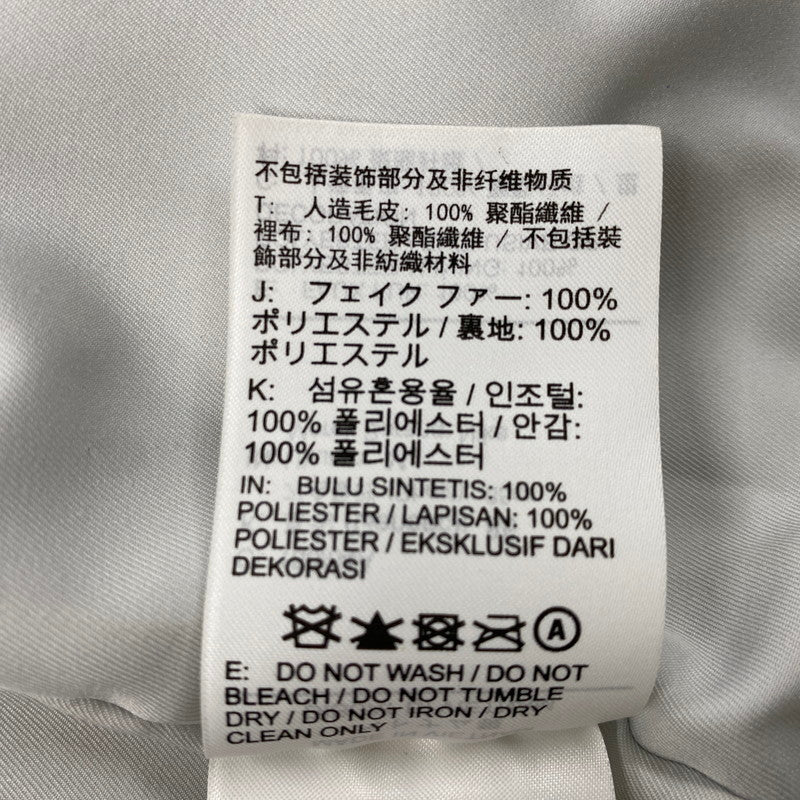 不包括装饰部分及非纤维物质
T: 人造毛皮: 100% 聚酯纖維 /
裡布: 100% 聚酯纖維 / 不包括裝
飾部分及非紡織材料
J: フェイク ファー: 100%
ポリエステル / 裏地: 100%
ポリエステル
K: 섬유혼용율 / 인조털:
100% 폴리에스터 / 안감:
100% 폴리에스터
IN: BULU SINTETIS: 100%
POLIESTER / LAPISAN: 100%
POLIESTER / EKSKLUSIF DARI
DEKORASI
A
E: DO NOT WASH / DO NOT
BLEACH / DO NOT TUMBLE
DRY / DO NOT IRON / DRY
CLEAN ONLY